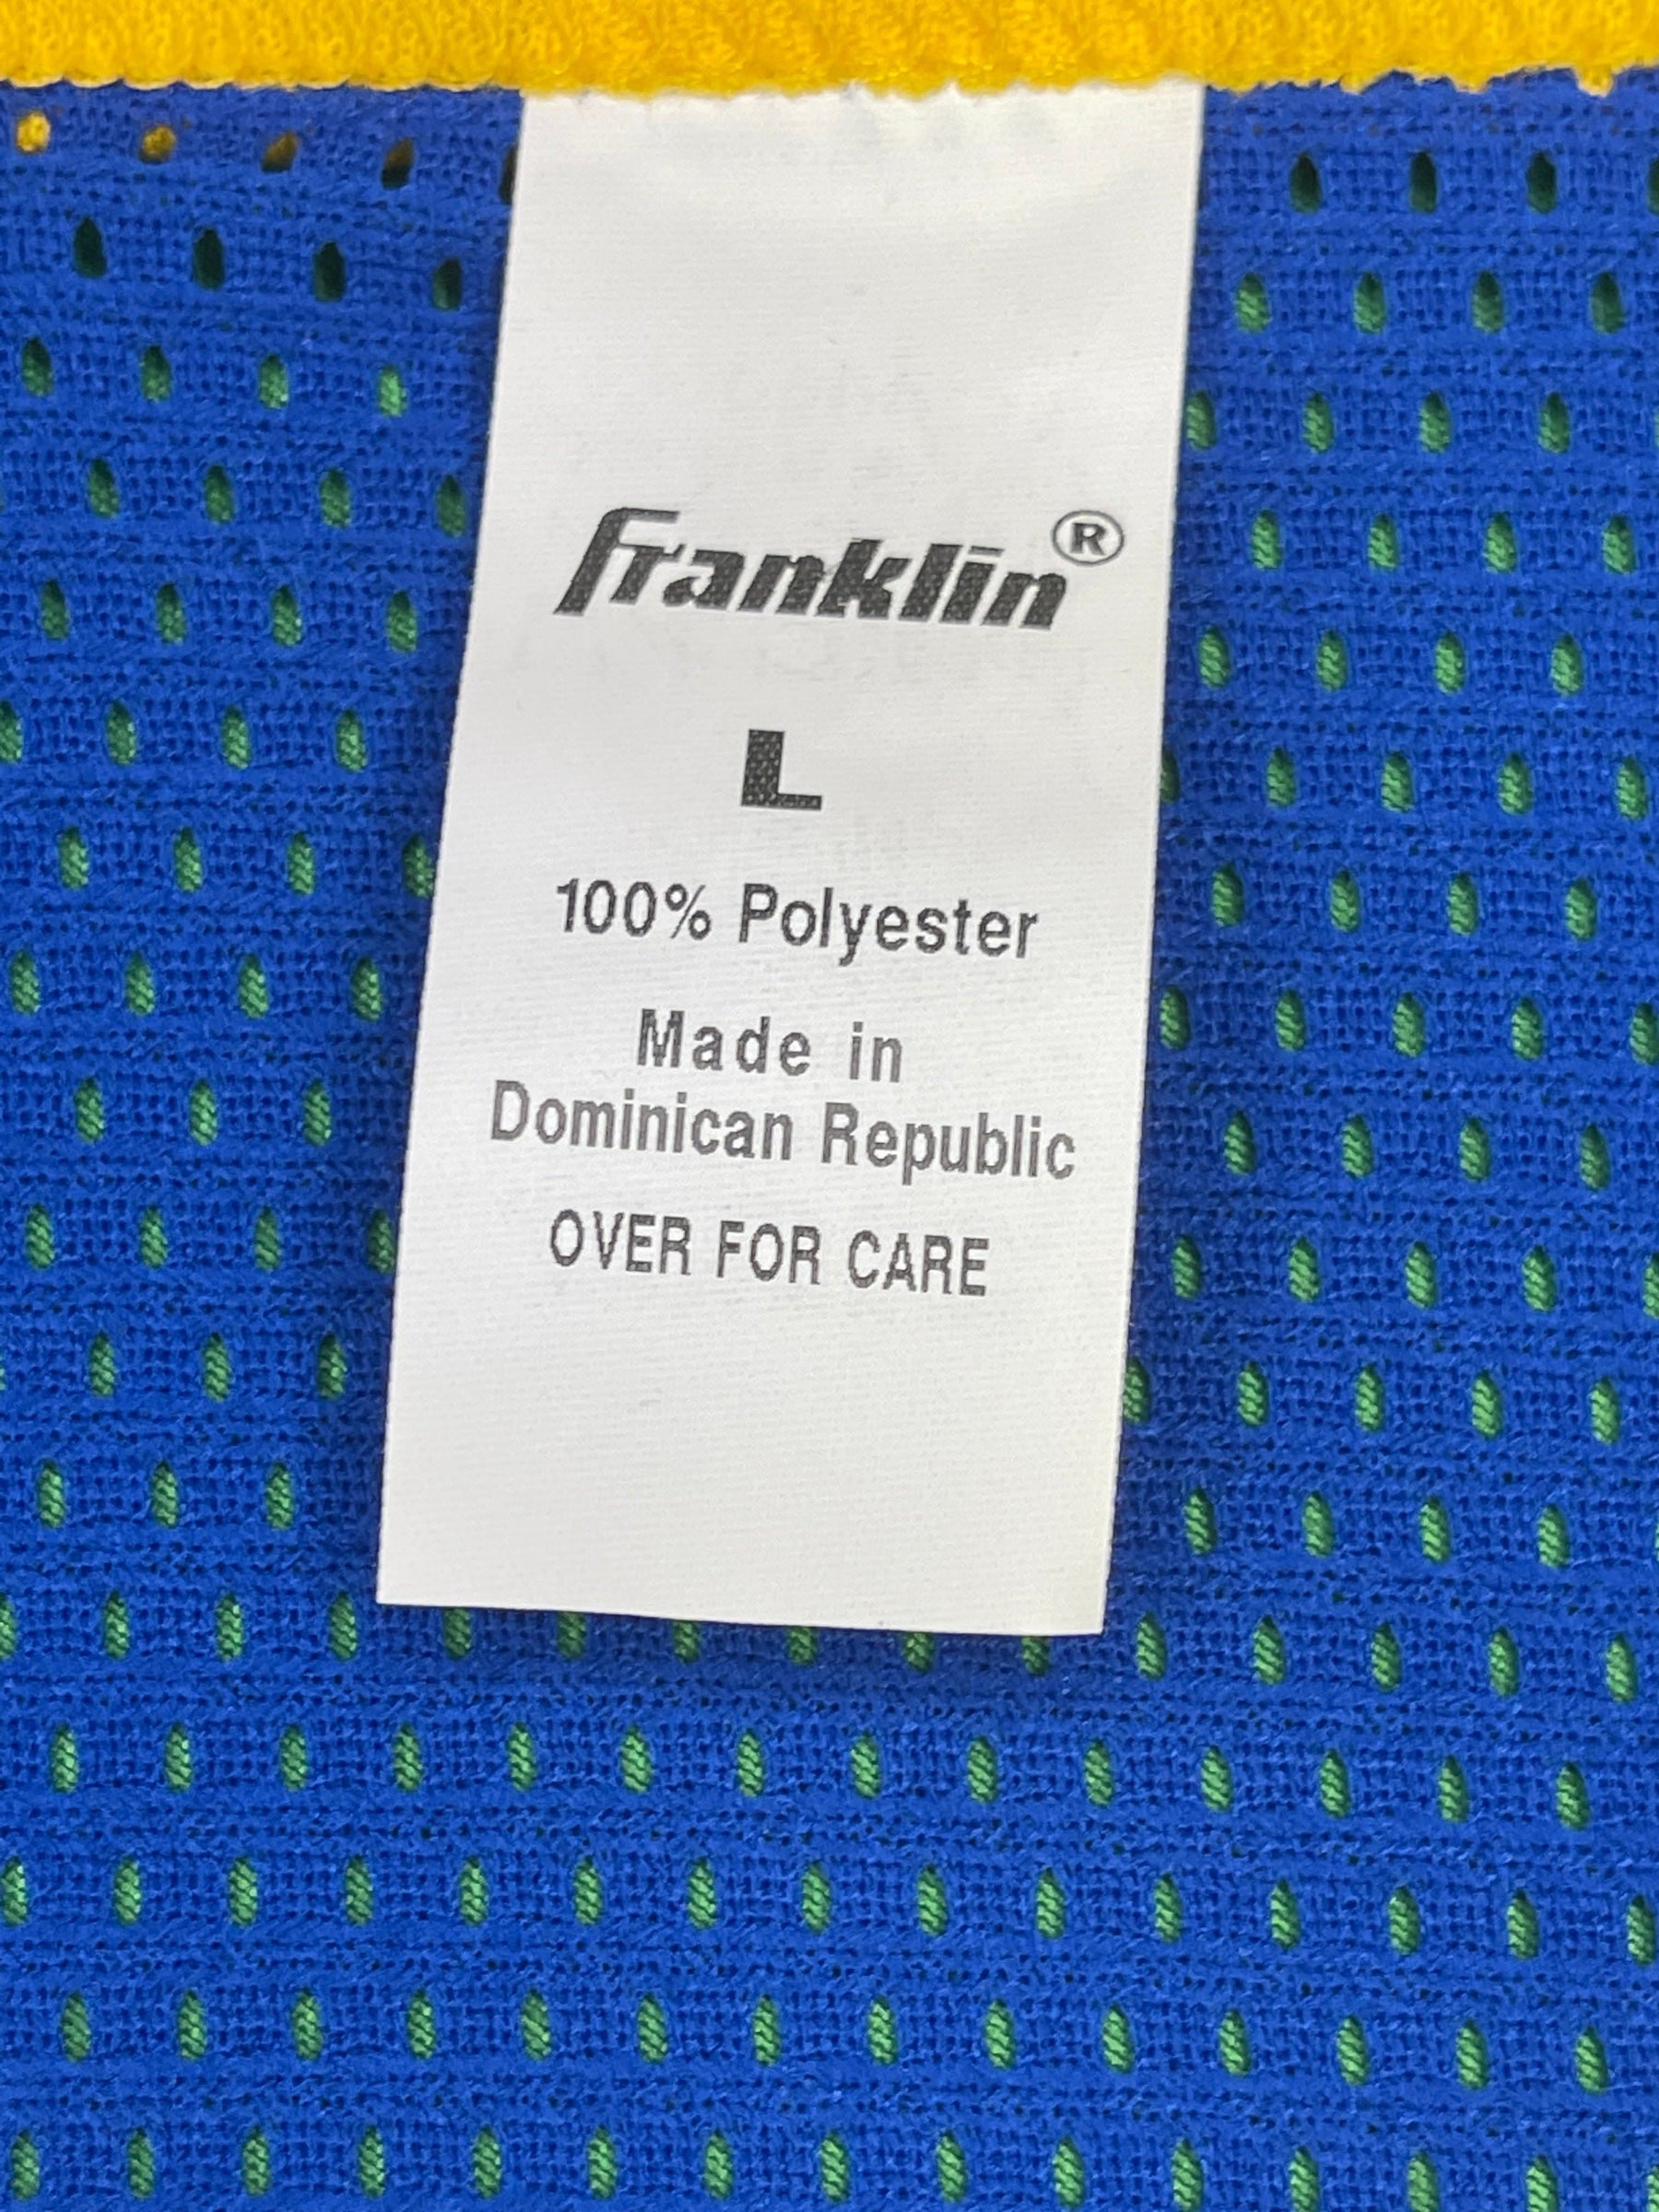 Franklin®
L
100% Polyester
Made in
Dominican Republic
OVER FOR CARE